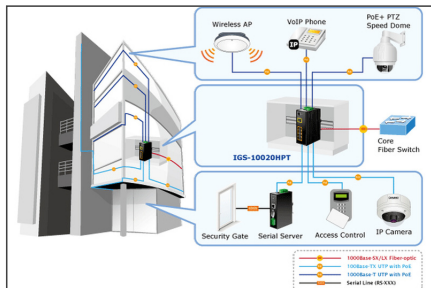 Wireless AP
VoIP Phone
PoE+ PTZ
Speed Dome
IP
IGS-10020HPT
Core
Fiber Switch
Security Gate
Serial Server
Access Control
IP Camera
1000Base-SX/LX Fiber-optic
100Base-TX UTP with PoE
1000Base-T UTP with PoE
Serial Line (RS-XXX)